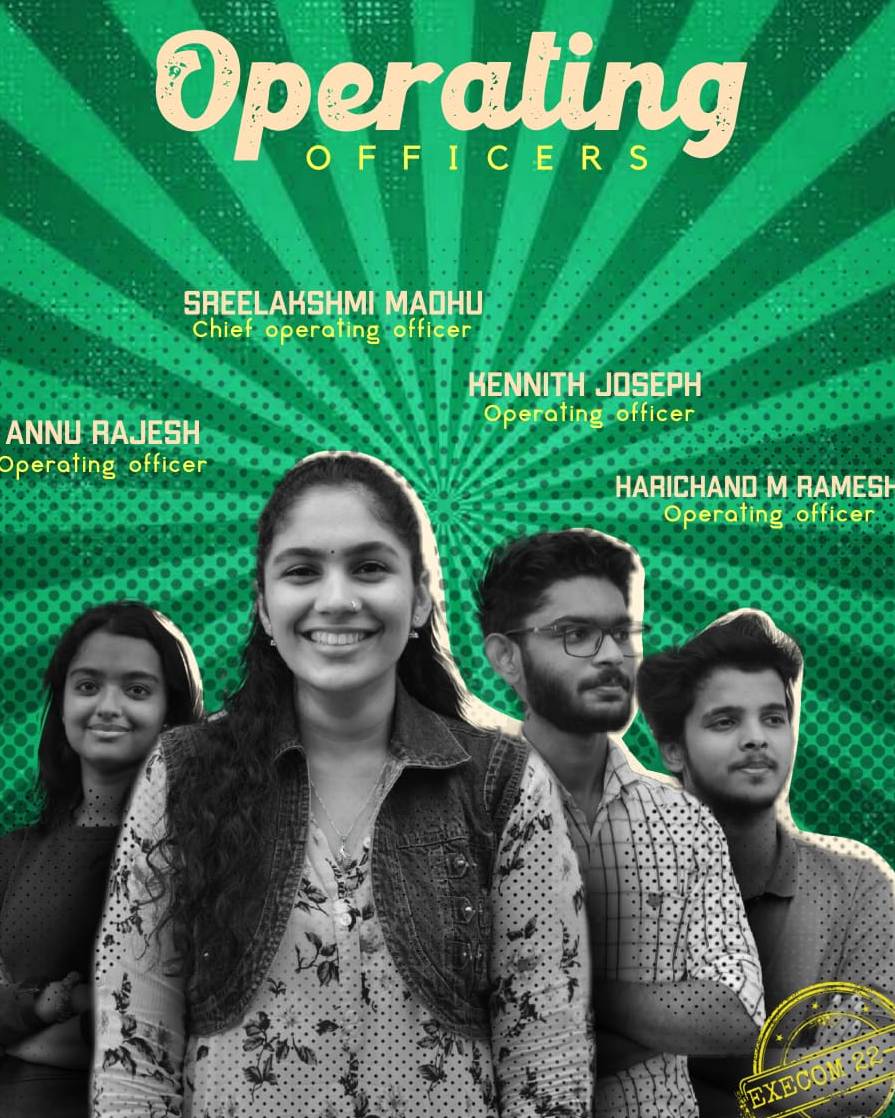 Operating
OFFICERS
SREELAKSHMI MADHU
Chief operating officer
KENNITH JOSEPH
Operating officer
ANNU RAJESH
Operating officer
HARICHAND M RAMESH
Operating officer
EXECOM 22